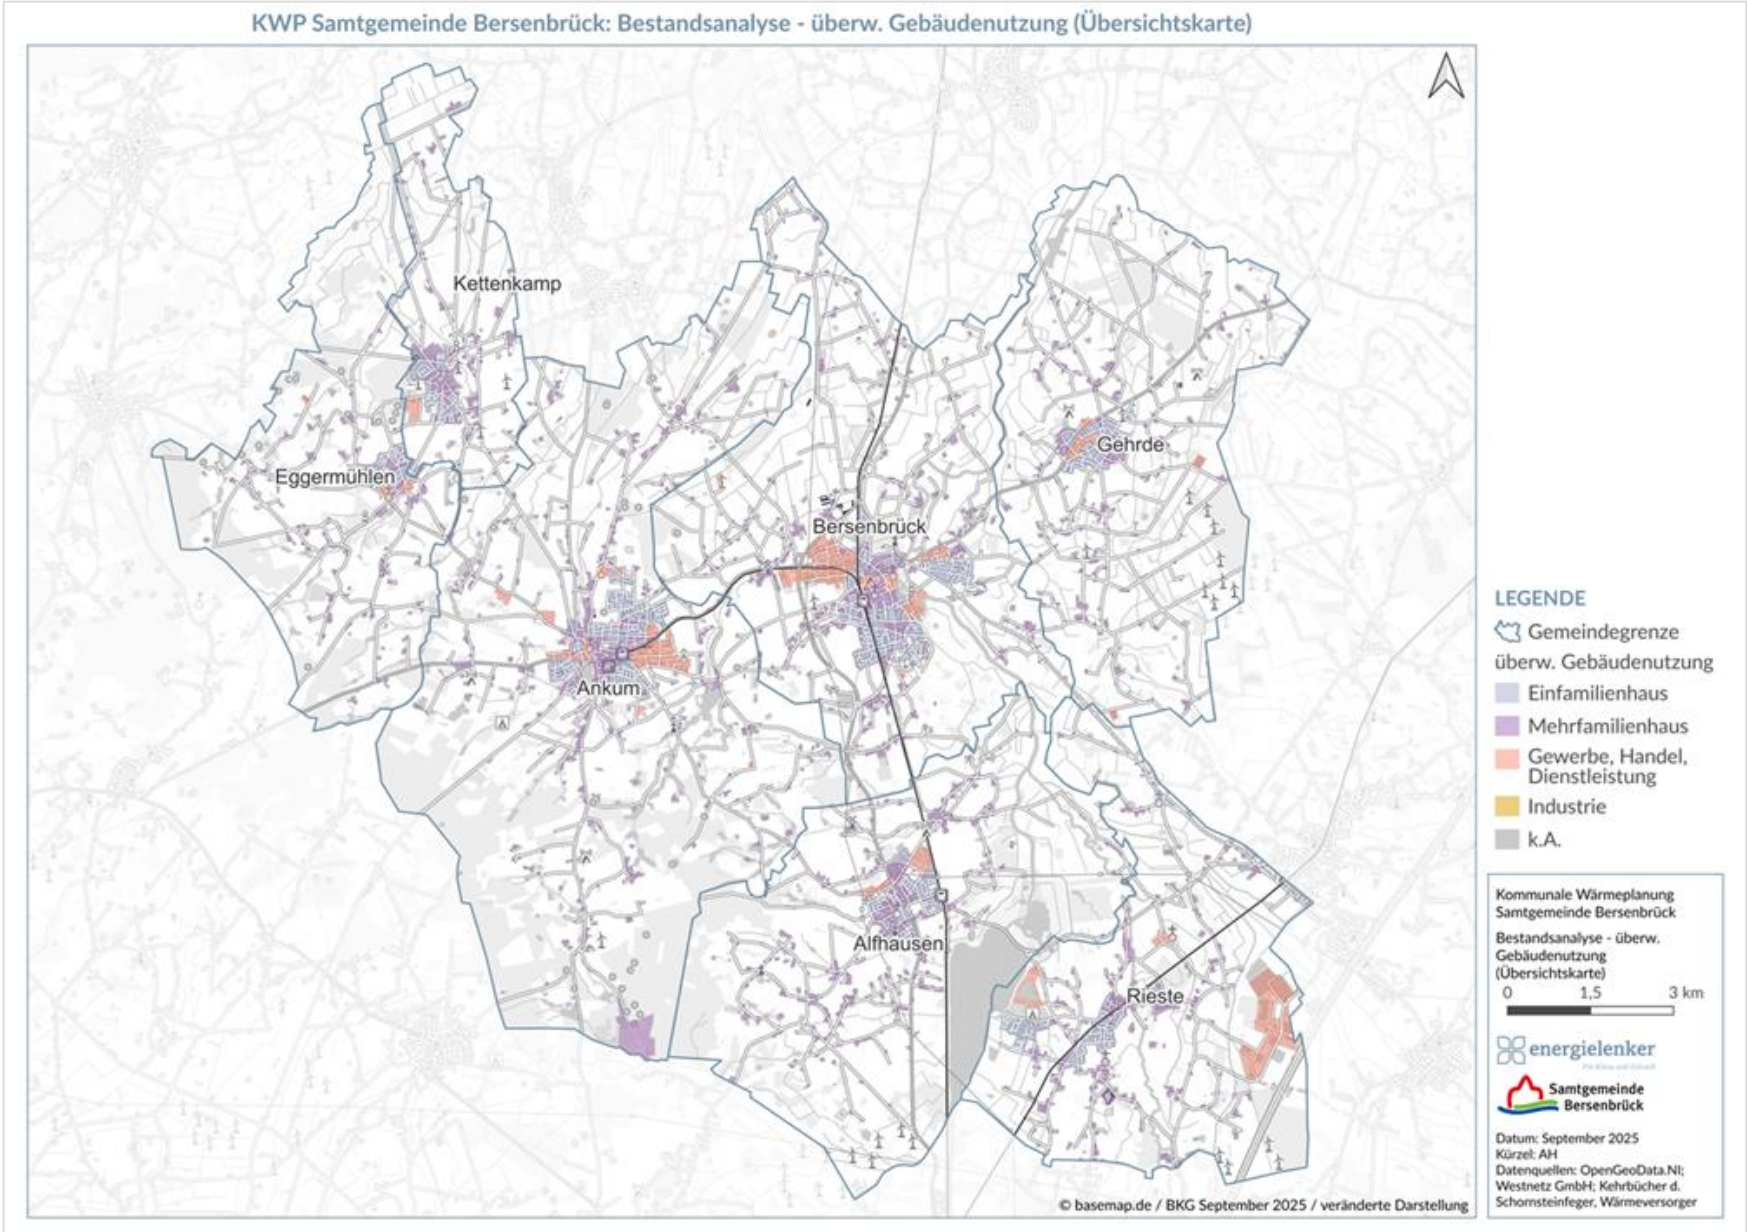 KWP Samtgemeinde Bersenbrück: Bestandsanalyse - überw. Gebäudenutzung (Übersichtskarte)
Kettenkamp
Gehrde
Eggermühlen
Bersenbrück
Ankum
Alfhausen
Rieste
© basemap.de / BKG September 2025 / veränderte Darstellung
LEGENDE
Gemeindegrenze
überw. Gebäudenutzung
Einfamilienhaus
Mehrfamilienhaus
Gewerbe, Handel,
Dienstleistung
Industrie
k.A.
Kommunale Wärmeplanung
Samtgemeinde Bersenbrück
Bestandsanalyse - überw.
Gebäudenutzung
(Übersichtskarte)
0 1,5 3 km
energielenker
Samtgemeinde
Bersenbrück
Datum: September 2025
Kürzel: AH
Datenquellen: OpenGeoData.NI;
Westnetz GmbH; Kehrbücher d.
Schornsteinfeger, Wärmeversorger